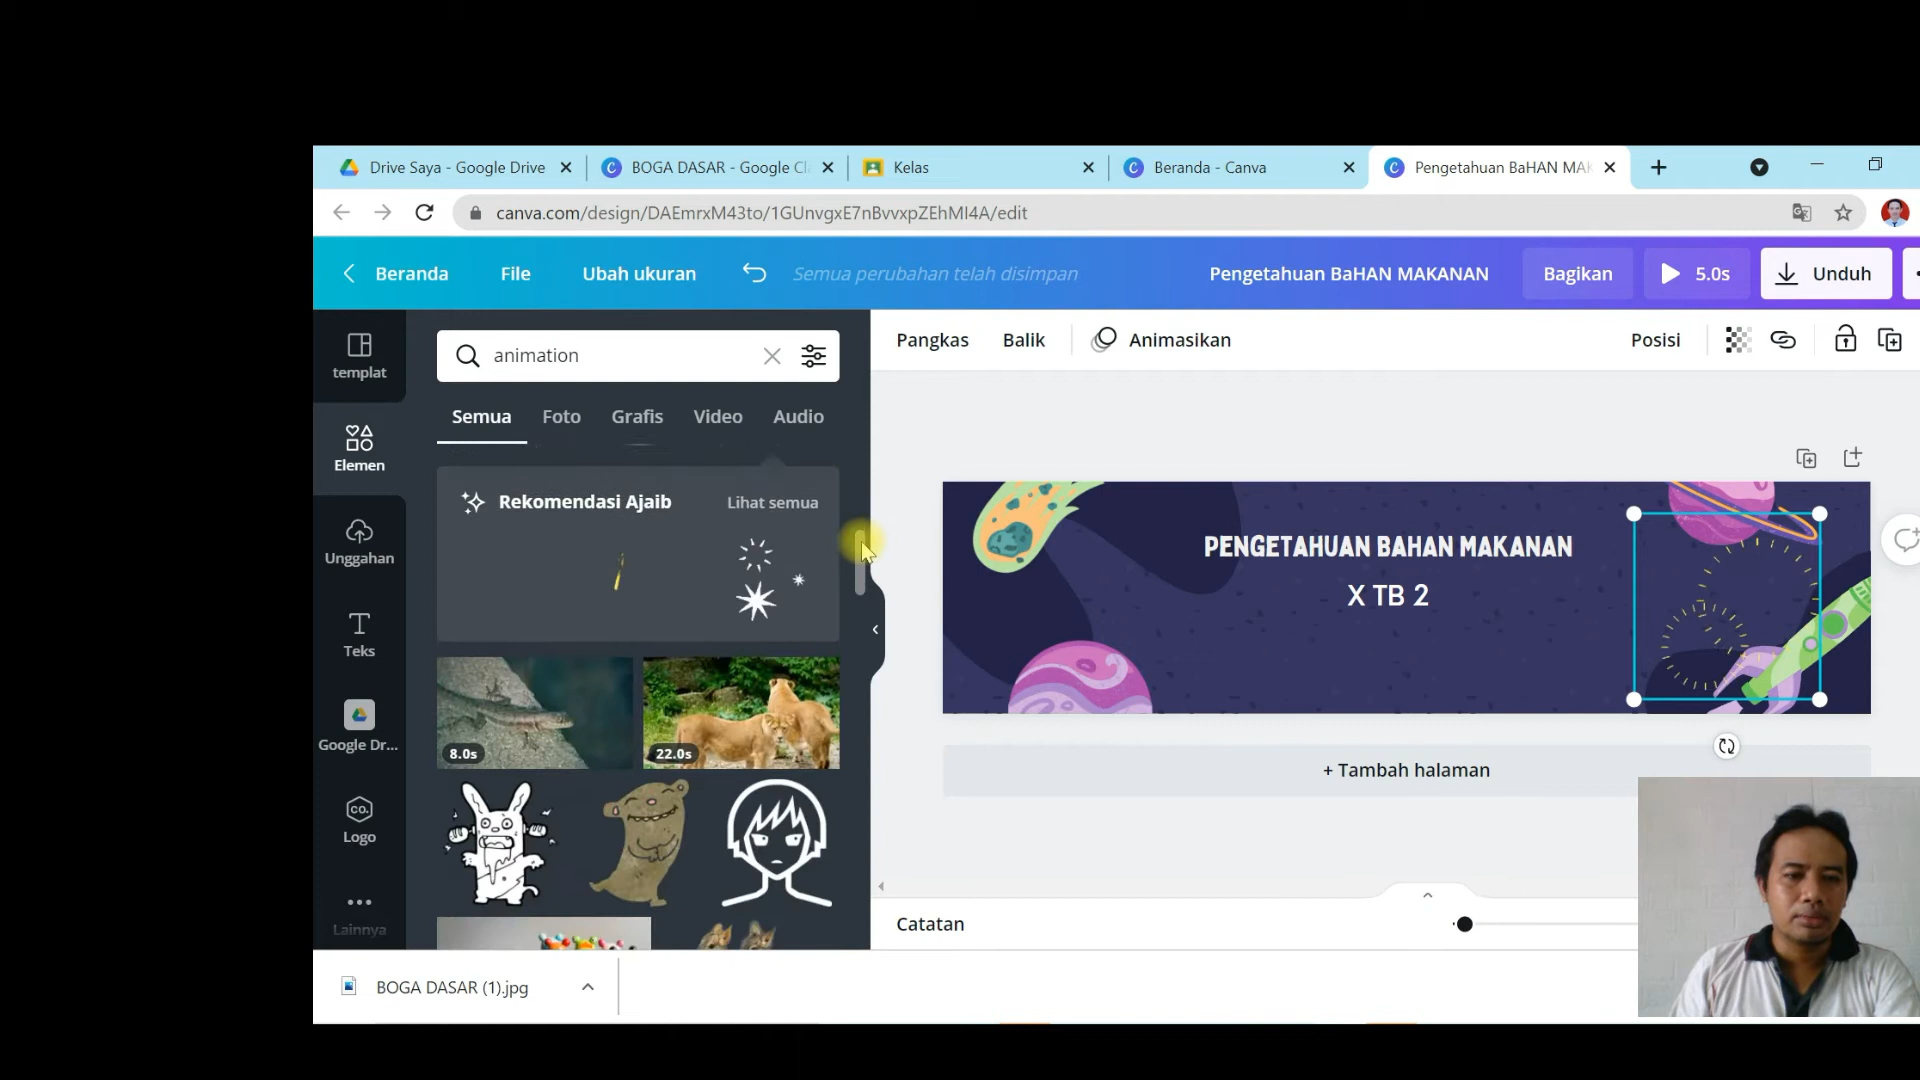 Drive Saya - Google Drive
BOGA DASAR - Google Cl
Kelas
Beranda - Canva
Pengetahuan BaHAN MAK
canva.com/design/DAEmrxM43to/1GUnvgxE7nBvvxpZEhMI4A/edit
Beranda
File
Ubah ukuran
Semua perubahan telah disimpan
Pengetahuan BaHAN MAKANAN
Bagikan
5.0s
Unduh
templat
Elemen
Unggahan
Teks
Google Dr...
CO.
Logo
Lainnya
animation
Semua
Foto
Grafis
Video
Audio
Rekomendasi Ajaib
Lihat semua
8.0s
22.0s
Pangkas
Balik
Animasikan
Posisi
PENGETAHUAN BAHAN MAKANAN
X TB 2
+ Tambah halaman
Catatan
BOGA DASAR (1).jpg